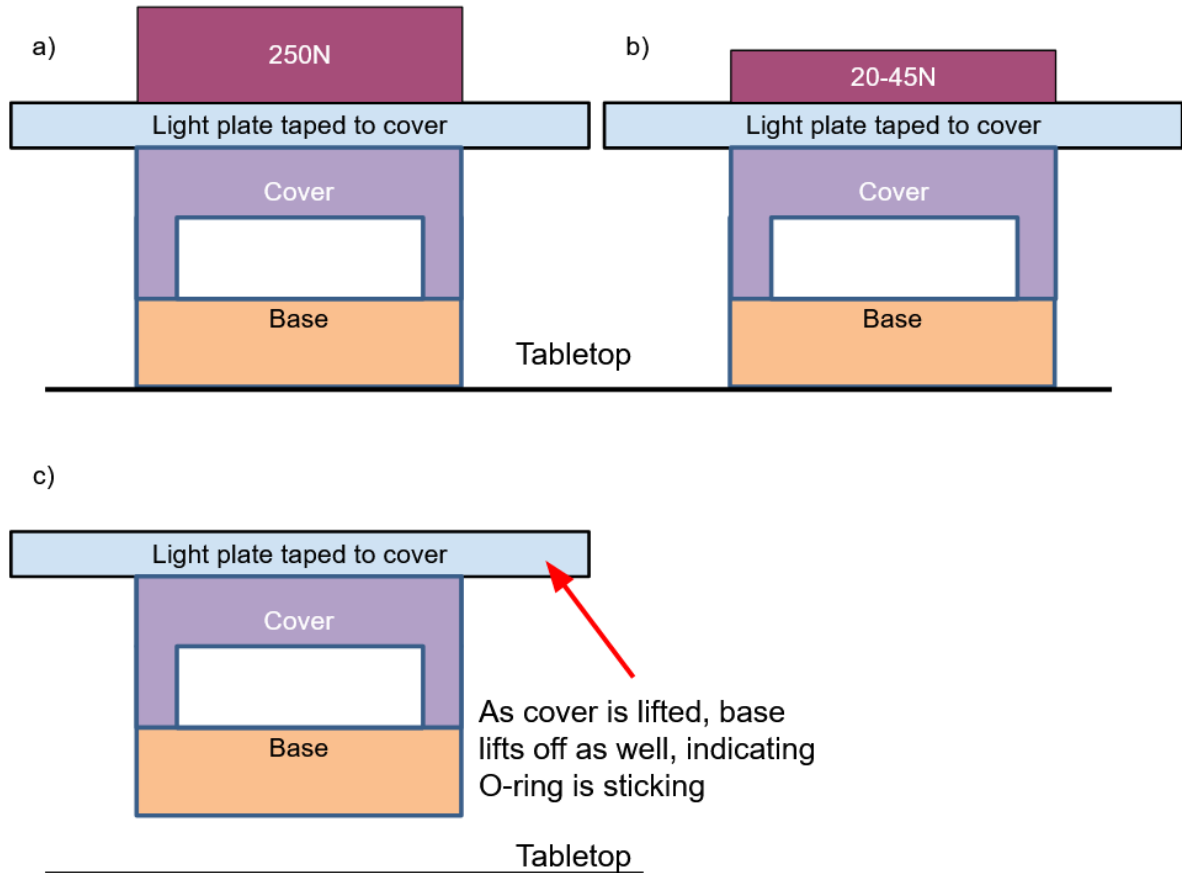 a)
250N
Light plate taped to cover
Cover
Base
b)
20-45N
Light plate taped to cover
Cover
Base
Tabletop
c)
Light plate taped to cover
Cover
Base
As cover is lifted, base
lifts off as well, indicating
O-ring is sticking
Tabletop